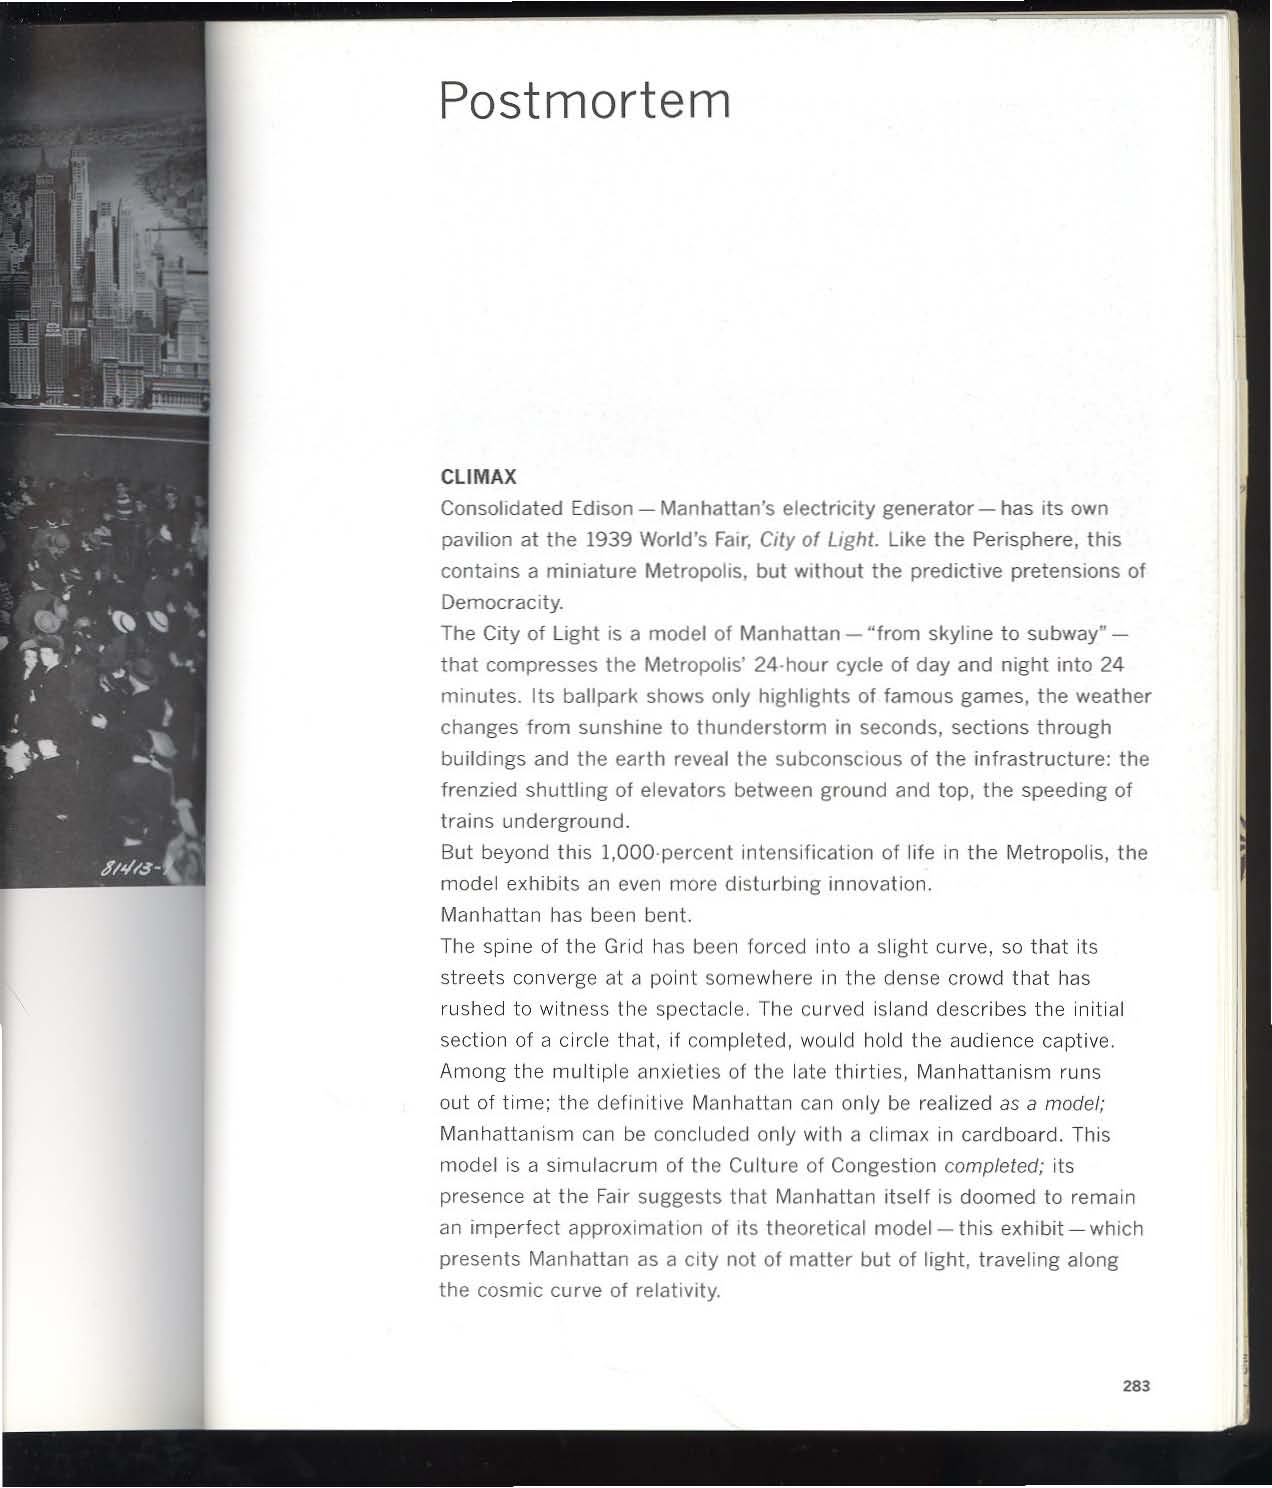 Postmortem
CLIMAX
Consolidated Edison — Manhattan's electricity generator — has its own
pavilion at the 1939 World's Fair, City of Light. Like the Perisphere, this
contains a miniature Metropolis, but without the predictive pretensions of
Democracity.
The City of Light is a model of Manhattan — "from skyline to subway" —
that compresses the Metropolis' 24-hour cycle of day and night into 24
minutes. Its ballpark shows only highlights of famous games, the weather
changes from sunshine to thunderstorm in seconds, sections through
buildings and the earth reveal the subconscious of the infrastructure: the
frenzied shuttling of elevators between ground and top, the speeding of
trains underground.
But beyond this 1,000-percent intensification of life in the Metropolis, the
model exhibits an even more disturbing innovation.
Manhattan has been bent.
The spine of the Grid has been forced into a slight curve, so that its
streets converge at a point somewhere in the dense crowd that has
rushed to witness the spectacle. The curved island describes the initial
section of a circle that, if completed, would hold the audience captive.
Among the multiple anxieties of the late thirties, Manhattanism runs
out of time; the definitive Manhattan can only be realized as a model;
Manhattanism can be concluded only with a climax in cardboard. This
model is a simulacrum of the Culture of Congestion completed; its
presence at the Fair suggests that Manhattan itself is doomed to remain
an imperfect approximation of its theoretical model — this exhibit — which
presents Manhattan as a city not of matter but of light, traveling along
the cosmic curve of relativity.
81413-1
283